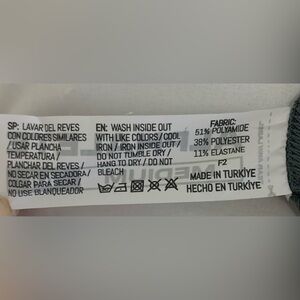 SP: LAVAR DEL REVES
CON COLORES SIMILARES
/ USAR PLANCHA
TEMPERATURA /
PLANCHAR DEL REVES /
NO SECAR EN SECADORA /
COLGAR PARA SECAR /
NO USE BLANQUEADOR
EN: WASH INSIDE OUT
WITH LIKE COLORS / COOL
IRON / IRON INSIDE OUT /
DO NOT TUMBLE DRY /
HANG TO DRY / DO NOT
BLEACH
FABRIC:
51% POLYAMIDE
38% POLYESTER
11% ELASTANE
F2
MADE IN TURKIYE
HECHO EN TURKIYE
MEDIUM